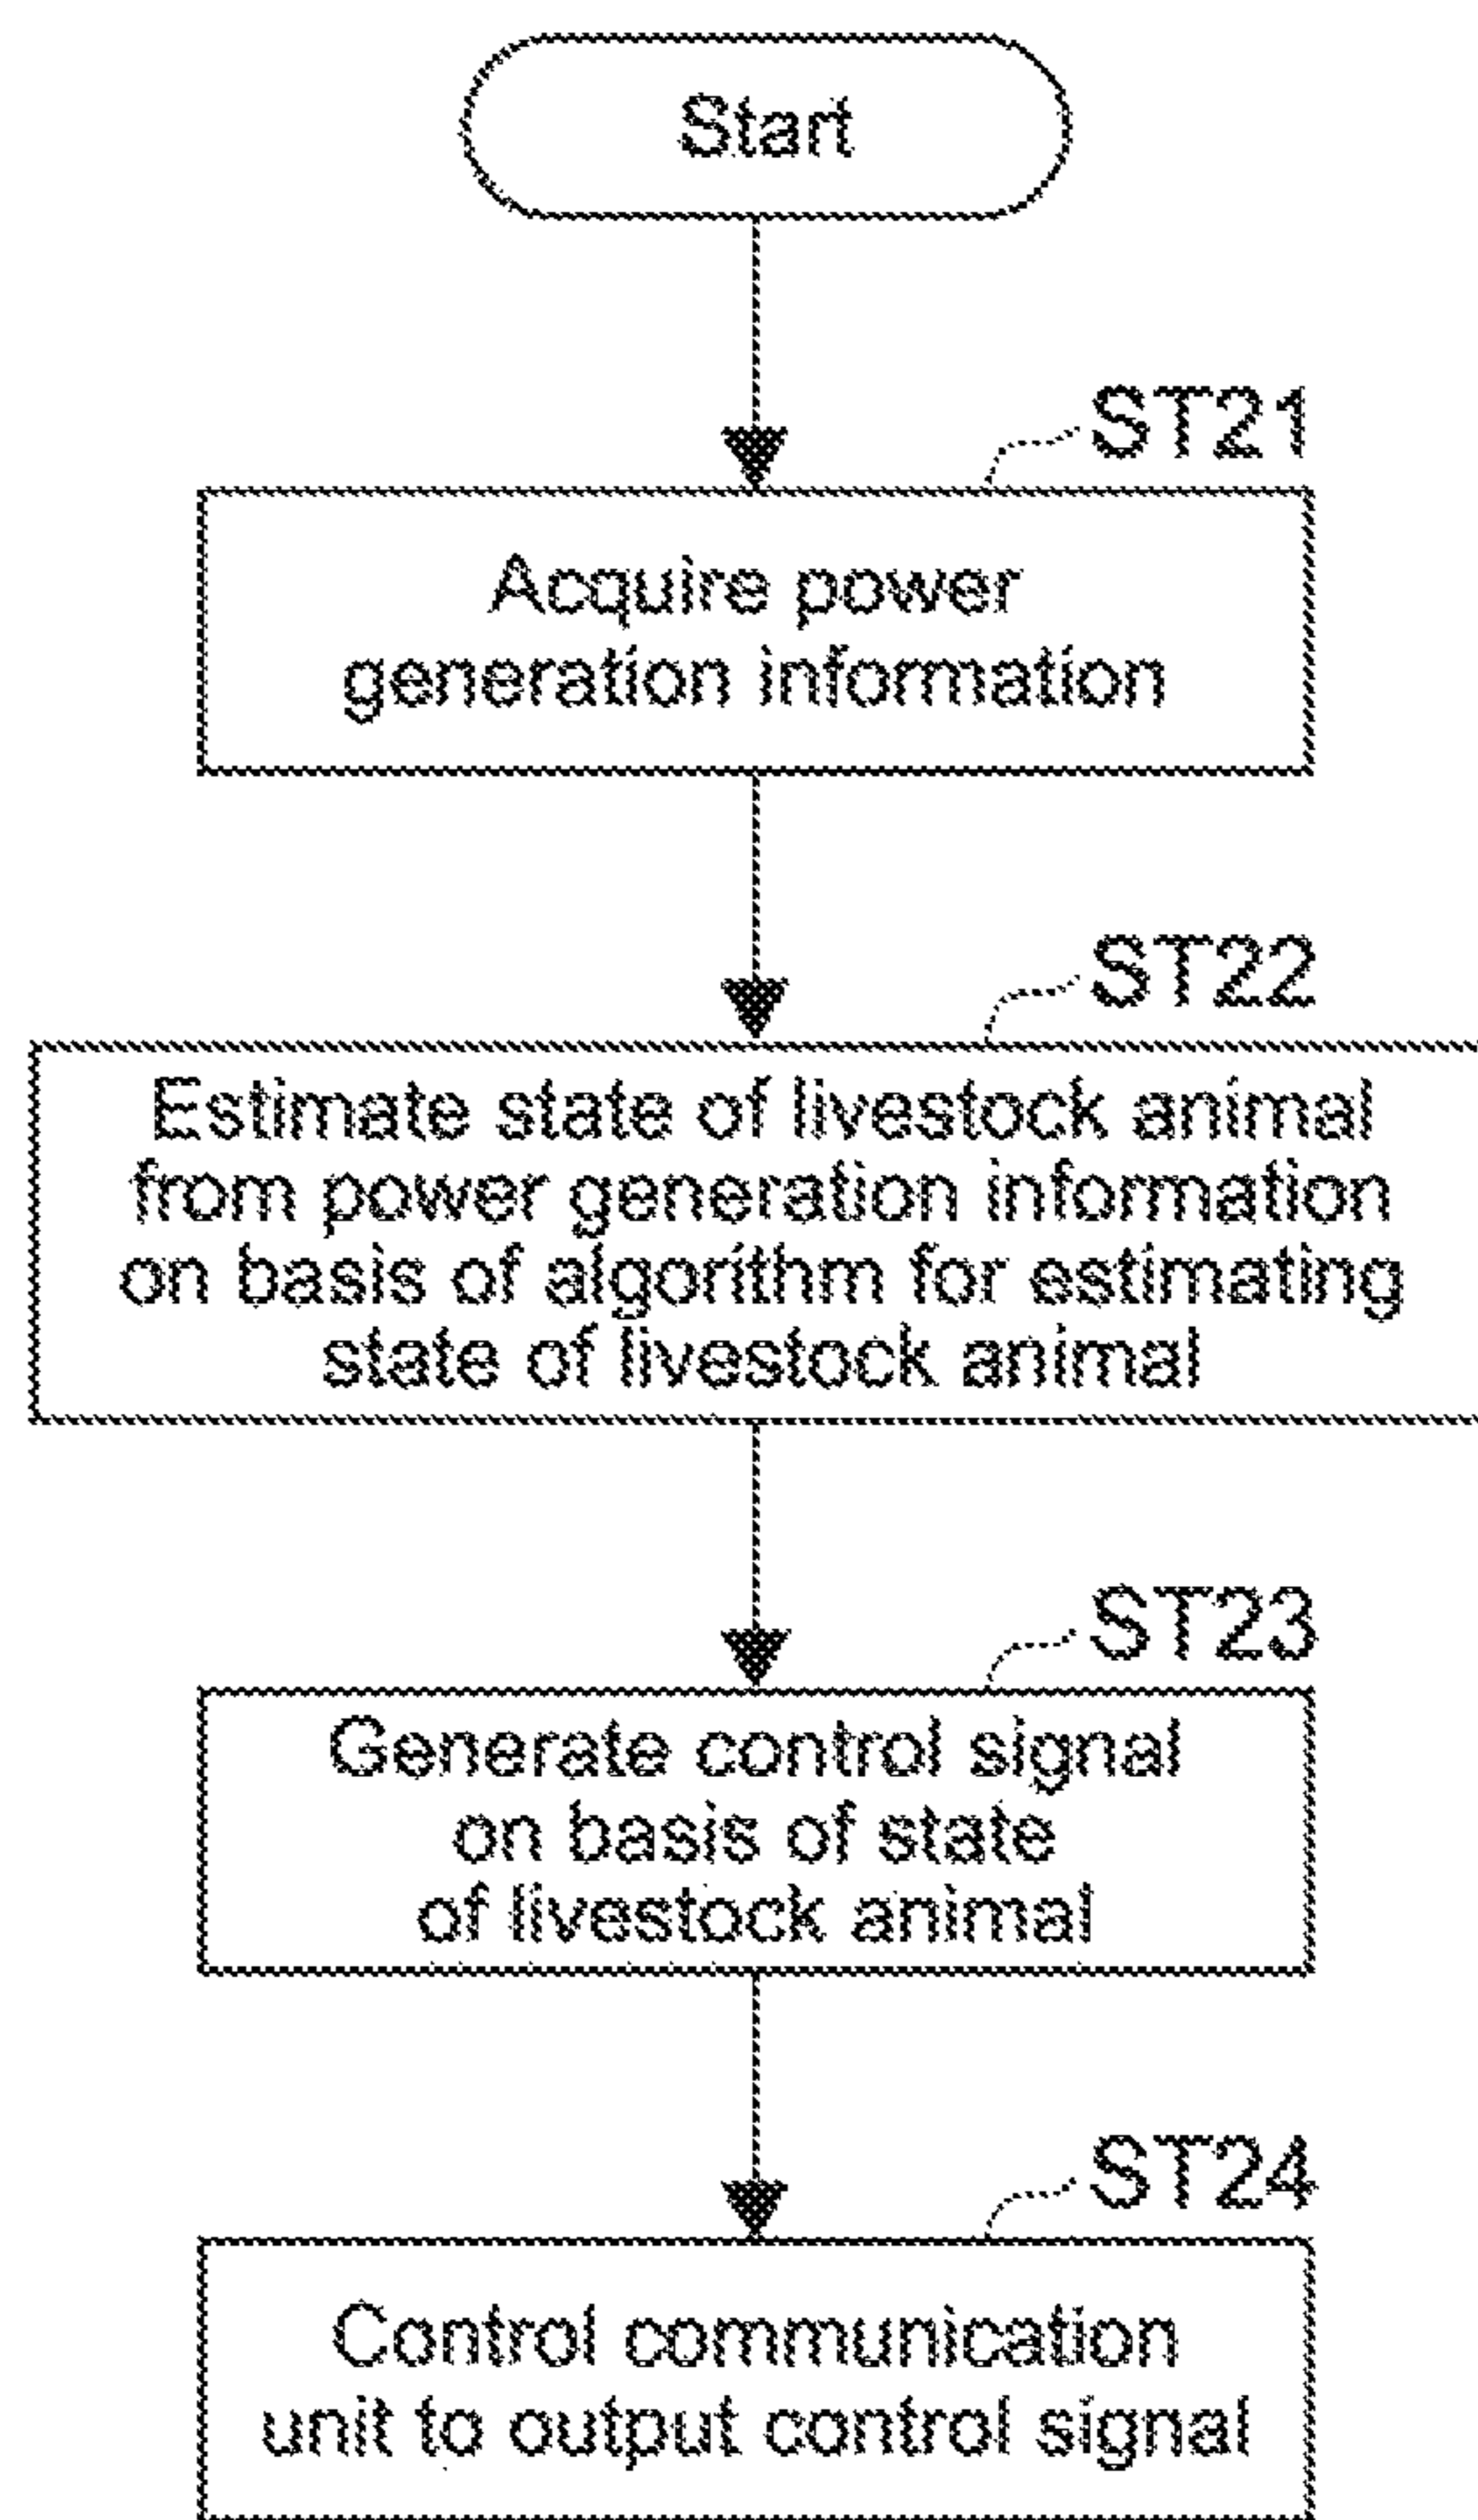 Start
ST21
Acquire power
generation information
ST22
Estimate state of livestock animal
from power generation information
on basis of algorithm for estimating
state of livestock animal
ST23
Generate control signal
on basis of state
of livestock animal
ST24
Control communication
unit to output control signal